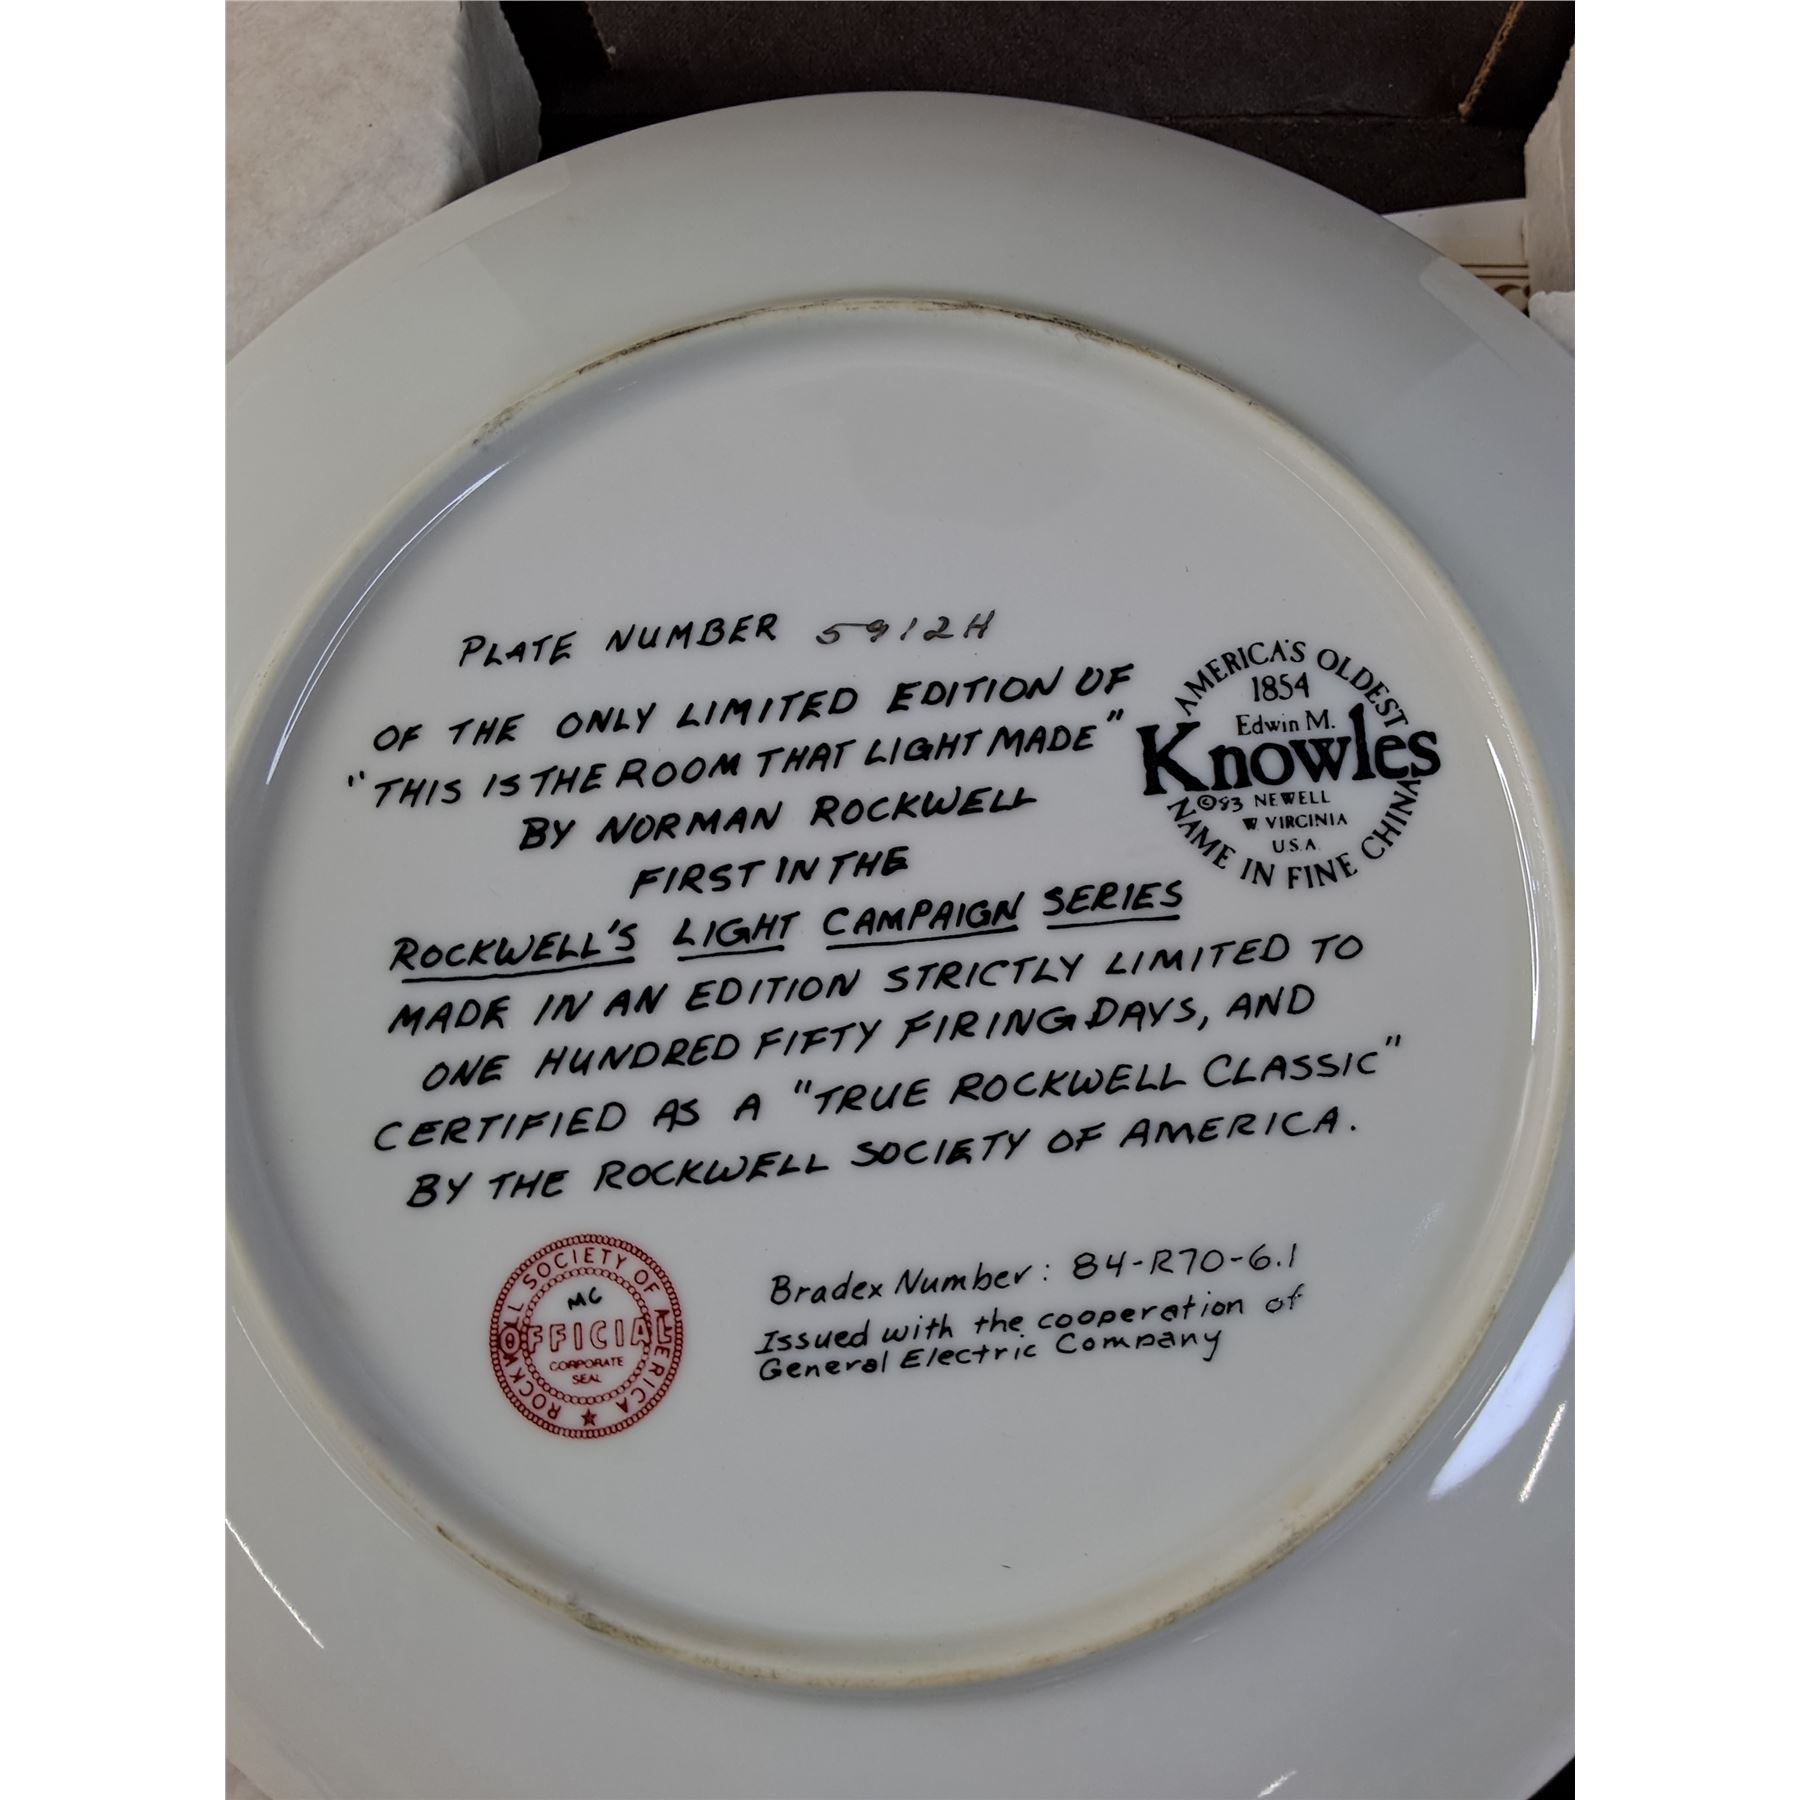 PLATE NUMBER 5912H
OF THE ONLY LIMITED EDITION OF
"THIS IS THE ROOM THAT LIGHT MADE"
BY NORMAN ROCKWELL
FIRST IN THE
ROCKWELL'S LIGHT CAMPAIGN SERIES
MADE IN AN EDITION STRICTLY LIMITED TO
ONE HUNDRED FIFTY FIRING DAYS, AND
CERTIFIED AS A "TRUE ROCKWELL CLASSIC"
BY THE ROCKWELL SOCIETY OF AMERICA.
AMERICA'S OLDEST
1854
Edwin M.
Knowles
©83 NEWELL
W. VIRGINIA
U.S.A.
NAME IN FINE CHINA
ROCKWELL SOCIETY OF AMERICA
MC
OFFICIAL
CORPORATE
SEAL
Bradex Number: 84-R70-6.1
Issued with the cooperation of
General Electric Company